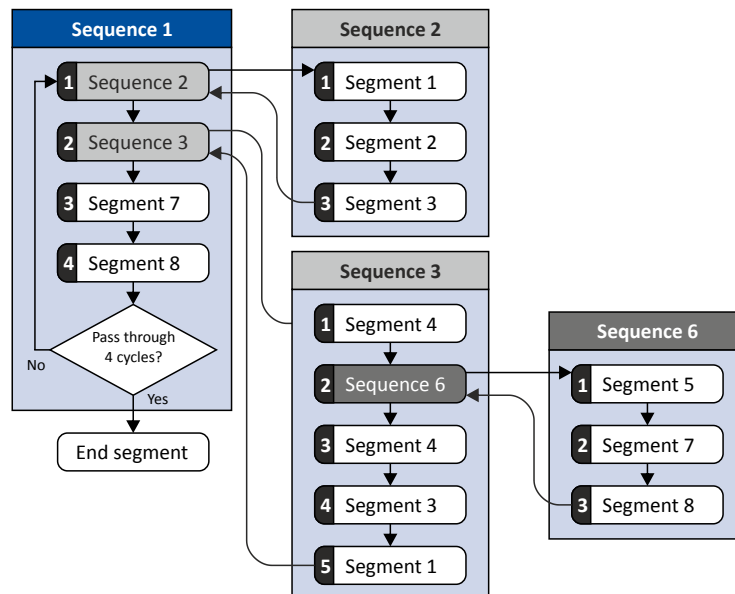 Sequence 1
1 Sequence 2
2 Sequence 3
3 Segment 7
4 Segment 8
Pass through
4 cycles?
No
Yes
End segment
Sequence 2
1 Segment 1
2 Segment 2
3 Segment 3
Sequence 3
1 Segment 4
2 Sequence 6
3 Segment 4
4 Segment 3
5 Segment 1
Sequence 6
1 Segment 5
2 Segment 7
3 Segment 8